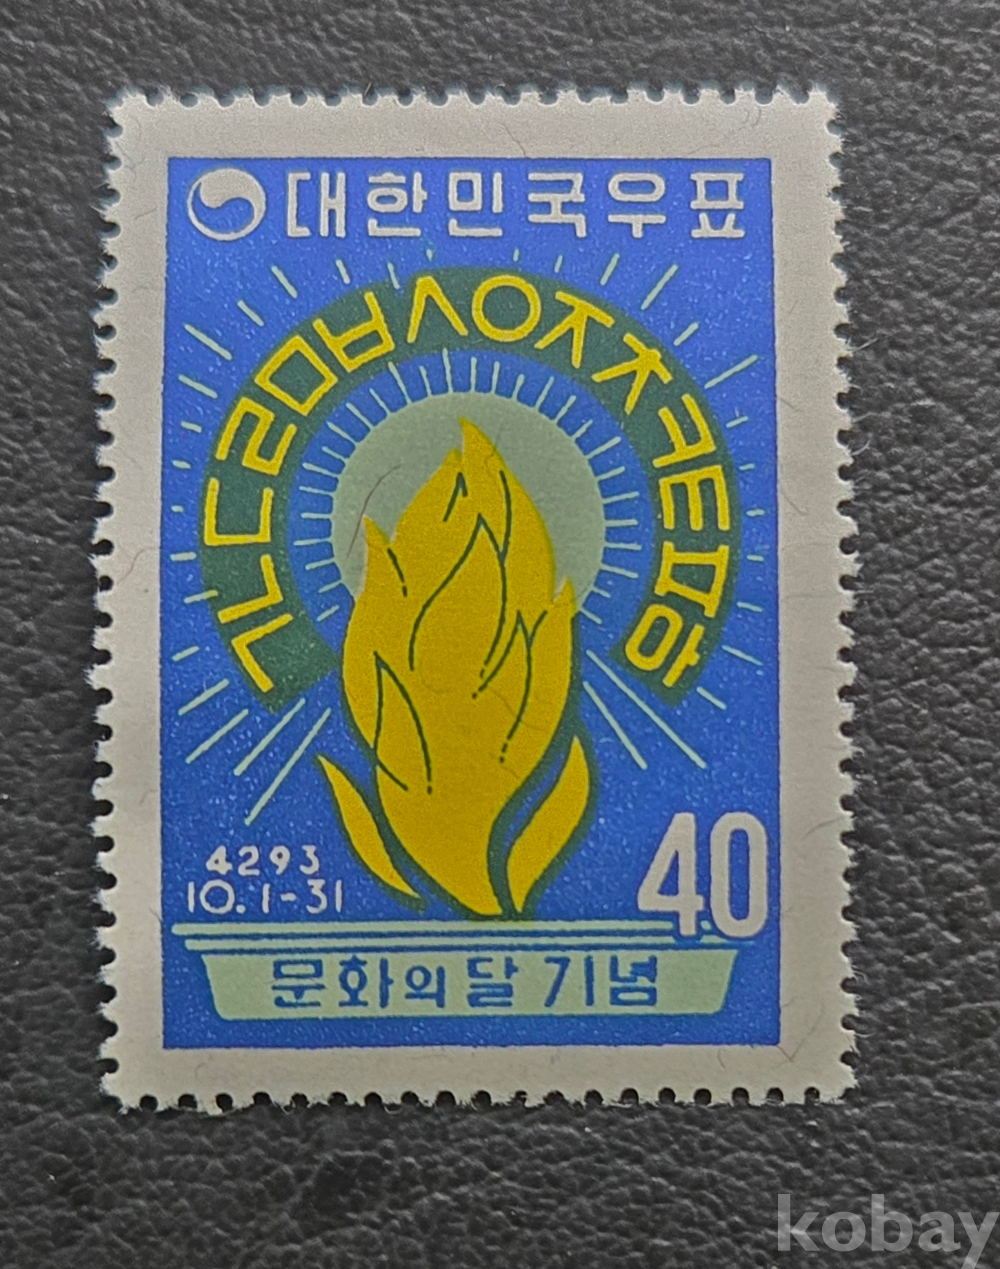 대한민국우표
ㄱㄴㄷㄹㅁㅂㅅㅇㅈㅊㅋㅌㅍㅎ
4293
10.1-31
40
문화의 달 기념
kobay